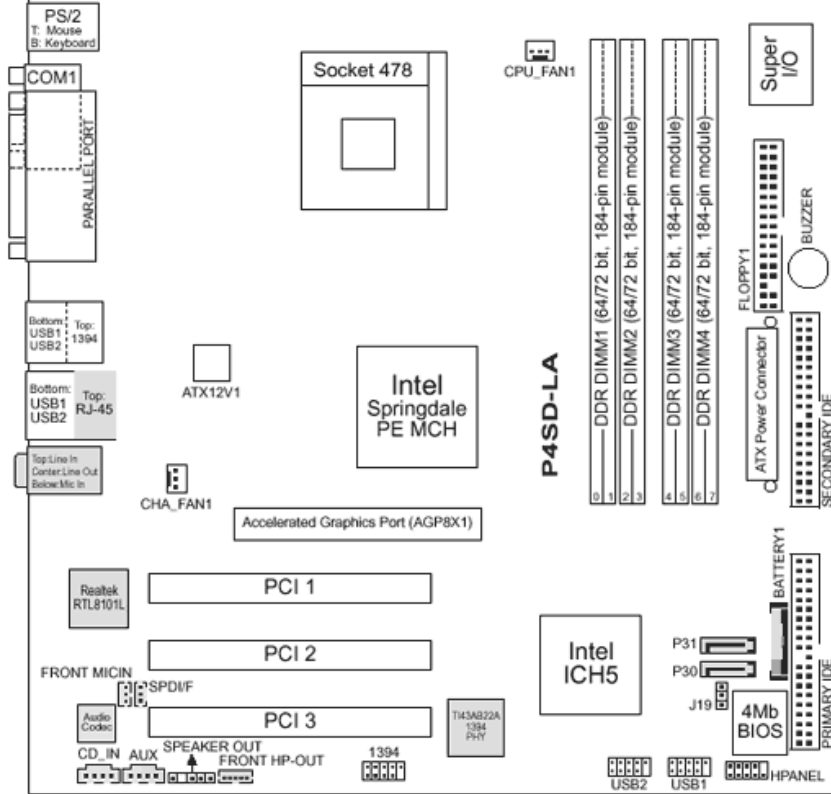 PS/2
T: Mouse
B: Keyboard
COM1
PARALLEL PORT
Socket 478
CPU_FAN1
Super
I/O
DDR DIMM1 (64/72 bit, 184-pin module)
DDR DIMM2 (64/72 bit, 184-pin module)
DDR DIMM3 (64/72 bit, 184-pin module)
DDR DIMM4 (64/72 bit, 184-pin module)
0 1
2 3
4 5
6 7
FLOPPY1
BUZZER
Bottom:
USB1
USB2
Top:
1394
Bottom:
USB1
USB2
Top:
RJ-45
Top:Line In
Center:Line Out
Below:Mic In
ATX12V1
Intel
Springdale
PE MCH
P4SD-LA
ATX Power Connector
SECONDARY IDE
CHA_FAN1
Accelerated Graphics Port (AGP8X1)
Realtek
RTL8101L
PCI 1
PCI 2
PCI 3
Intel
ICH5
P31
P30
J19
BATTERY1
PRIMARY IDE
4Mb
BIOS
FRONT MICIN
SPDI/F
Audio
Codec
TI43AB22A
1394
PHY
CD_IN
AUX
SPEAKER OUT
FRONT HP-OUT
1394
USB2
USB1
HPANEL